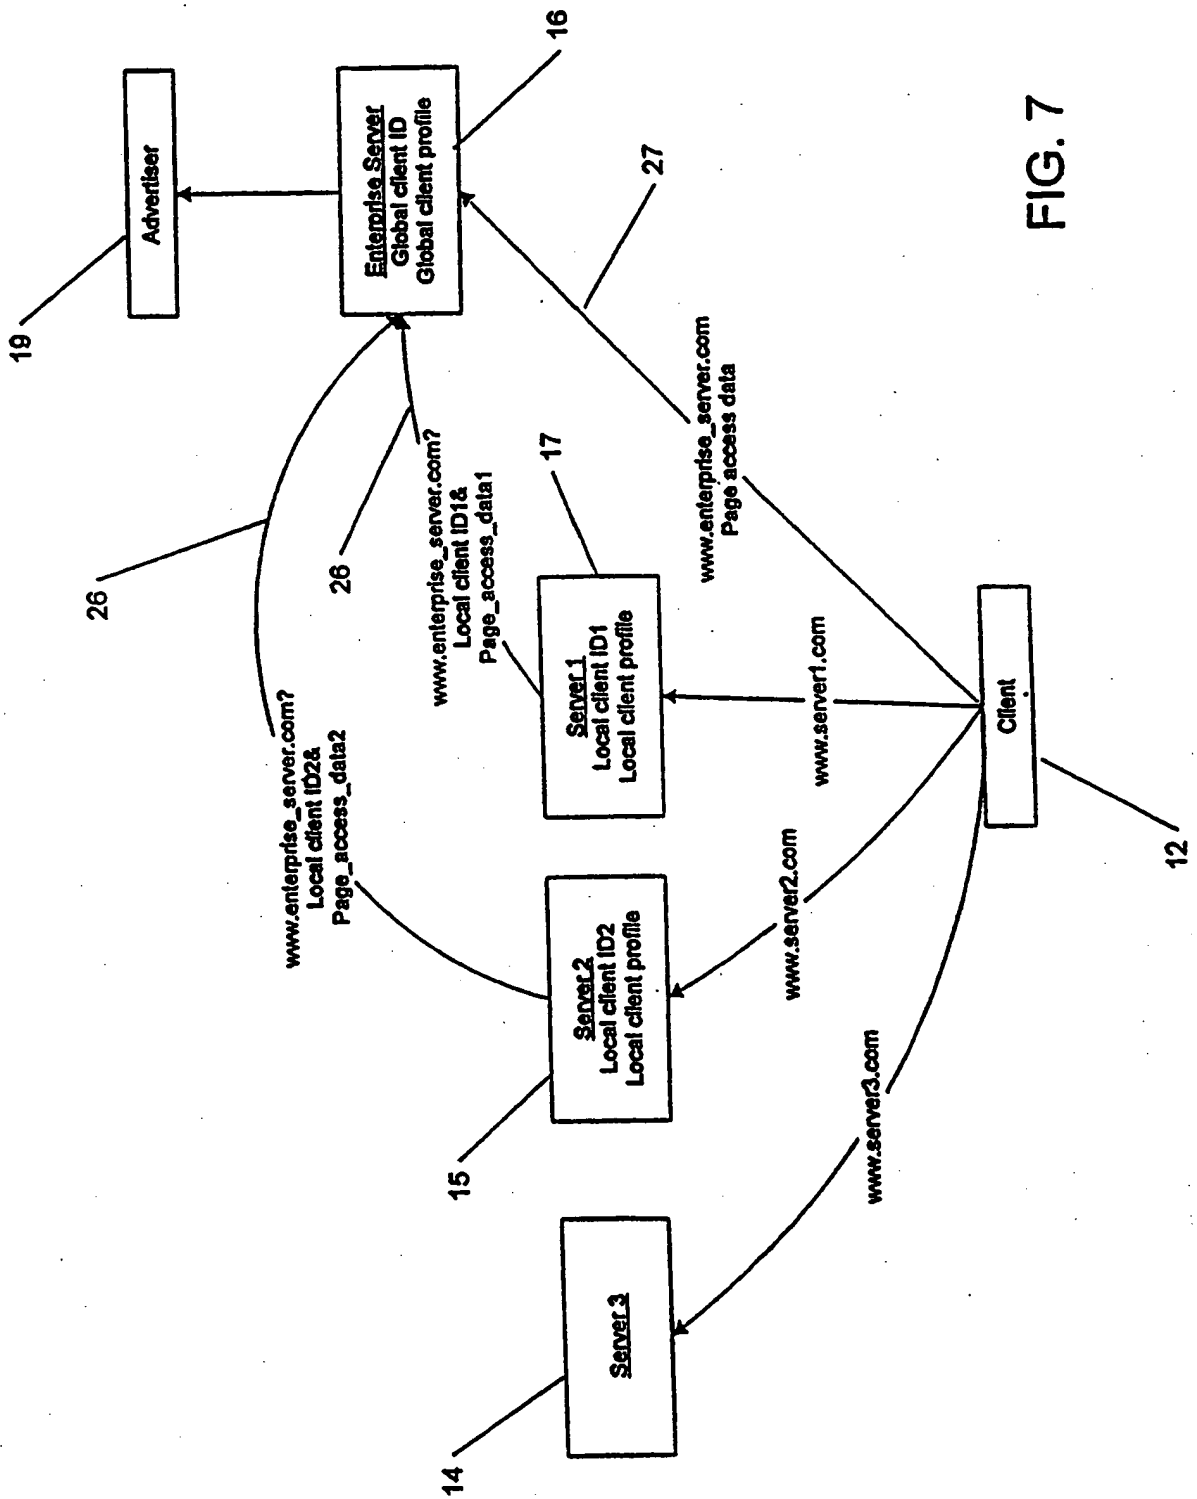 19
Advertiser
16
Enterprise Server
Global client ID
Global client profile
26
26
27
www.enterprise_server.com?
Local client ID2&
Page_access_data2
www.enterprise_server.com?
Local client ID1&
Page_access_data1
www.enterprise_server.com
Page access data
14
Server 3
15
Server 2
Local client ID2
Local client profile
17
Server 1
Local client ID1
Local client profile
www.server3.com
www.server2.com
www.server1.com
12
Client
FIG. 7